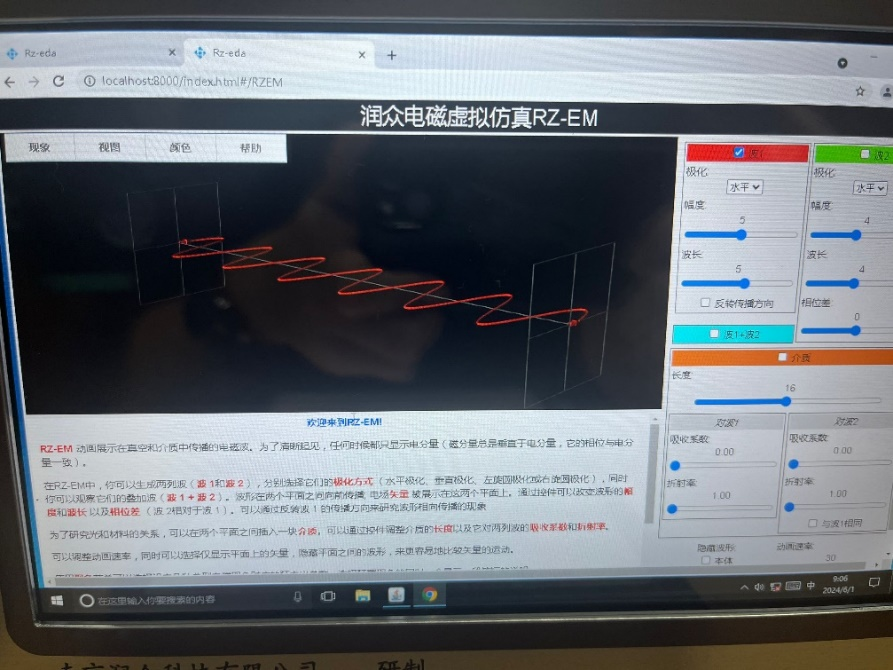 Rz-eda
Rz-eda
localhost:8000/index.html#/RZEM
润众电磁虚拟仿真RZ-EM
现象 视图 颜色 帮助
波1
极化:
水平
幅度:
5
波长:
5
反转传播方向
波1+波2
波2
极化:
水平
幅度:
4
波长:
4
相位差:
0
介质
长度:
16
对波1
吸收系数:
0.00
折射率:
1.00
对波2
吸收系数:
0.00
折射率:
1.00
与波1相同
隐藏波形:
本体
动画速率:
30
欢迎来到RZ-EM!
RZ-EM 动画展示在真空和介质中传播的电磁波。为了清晰起见，任何时候都只显示电分量（磁分量总是垂直于电分量，它的相位与电分
量一致）。
在RZ-EM中，你可以生成两列波（波 1和波 2），分别选择它们的极化方式（水平极化、垂直极化、左旋圆极化或右旋圆极化），同时
你可以观察它们的叠加波（波 1 + 波 2）。波形在两个平面之间向前传播 电场矢量 被展示在这两个平面上。通过控件可以改变波形的幅
度和波长以及相位差（波 2相对于波 1）。可以通过反转波 1 的传播方向来研究波形相向传播的现象
为了研究光和材料的关系，可以在两个平面之间插入一块介质，可以通过控件调整介质的长度以及它对两列波的吸收系数和折射率。
可以调整动画速率，同时可以选择仅显示平面上的矢量，隐藏平面之间的波形，来更容易地比较矢量的运动。
在这里输入你要搜索的内容
中
9:06
2024/6/1
研制